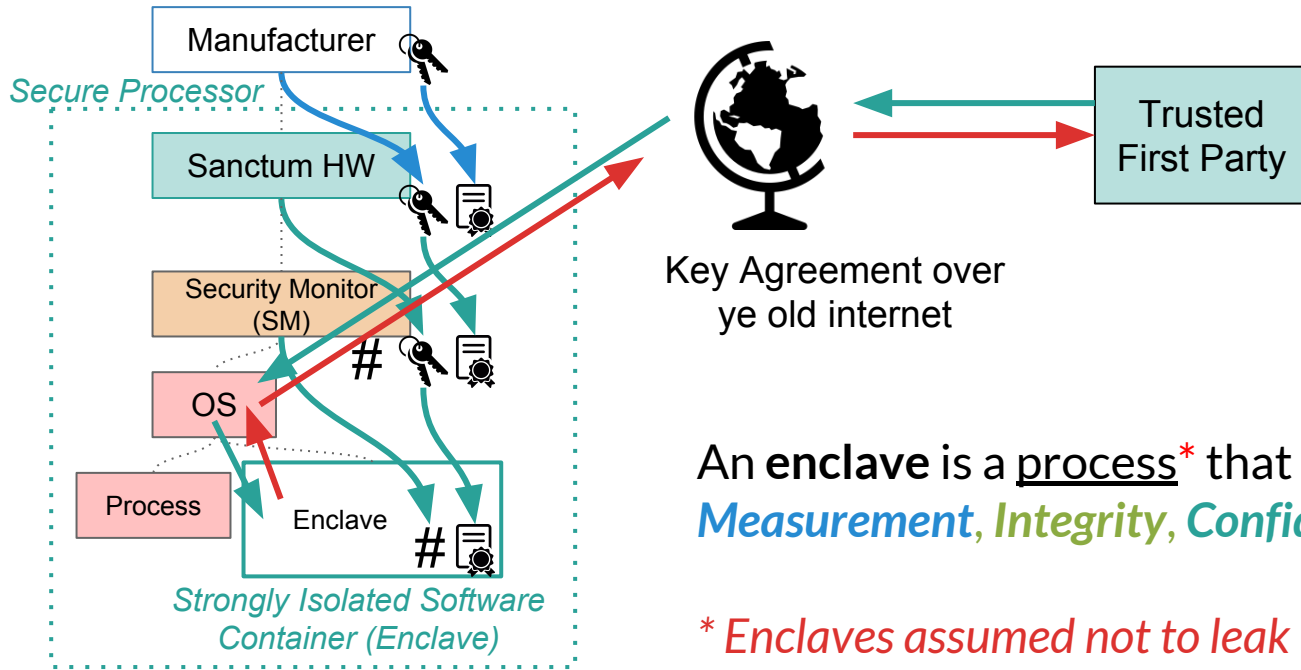 Manufacturer
Secure Processor
Sanctum HW
Security Monitor
(SM)
#
OS
Process
Enclave
#
Strongly Isolated Software
Container (Enclave)
Trusted
First Party
Key Agreement over
ye old internet
An enclave is a process* that
Measurement, Integrity, Confid
* Enclaves assumed not to leak